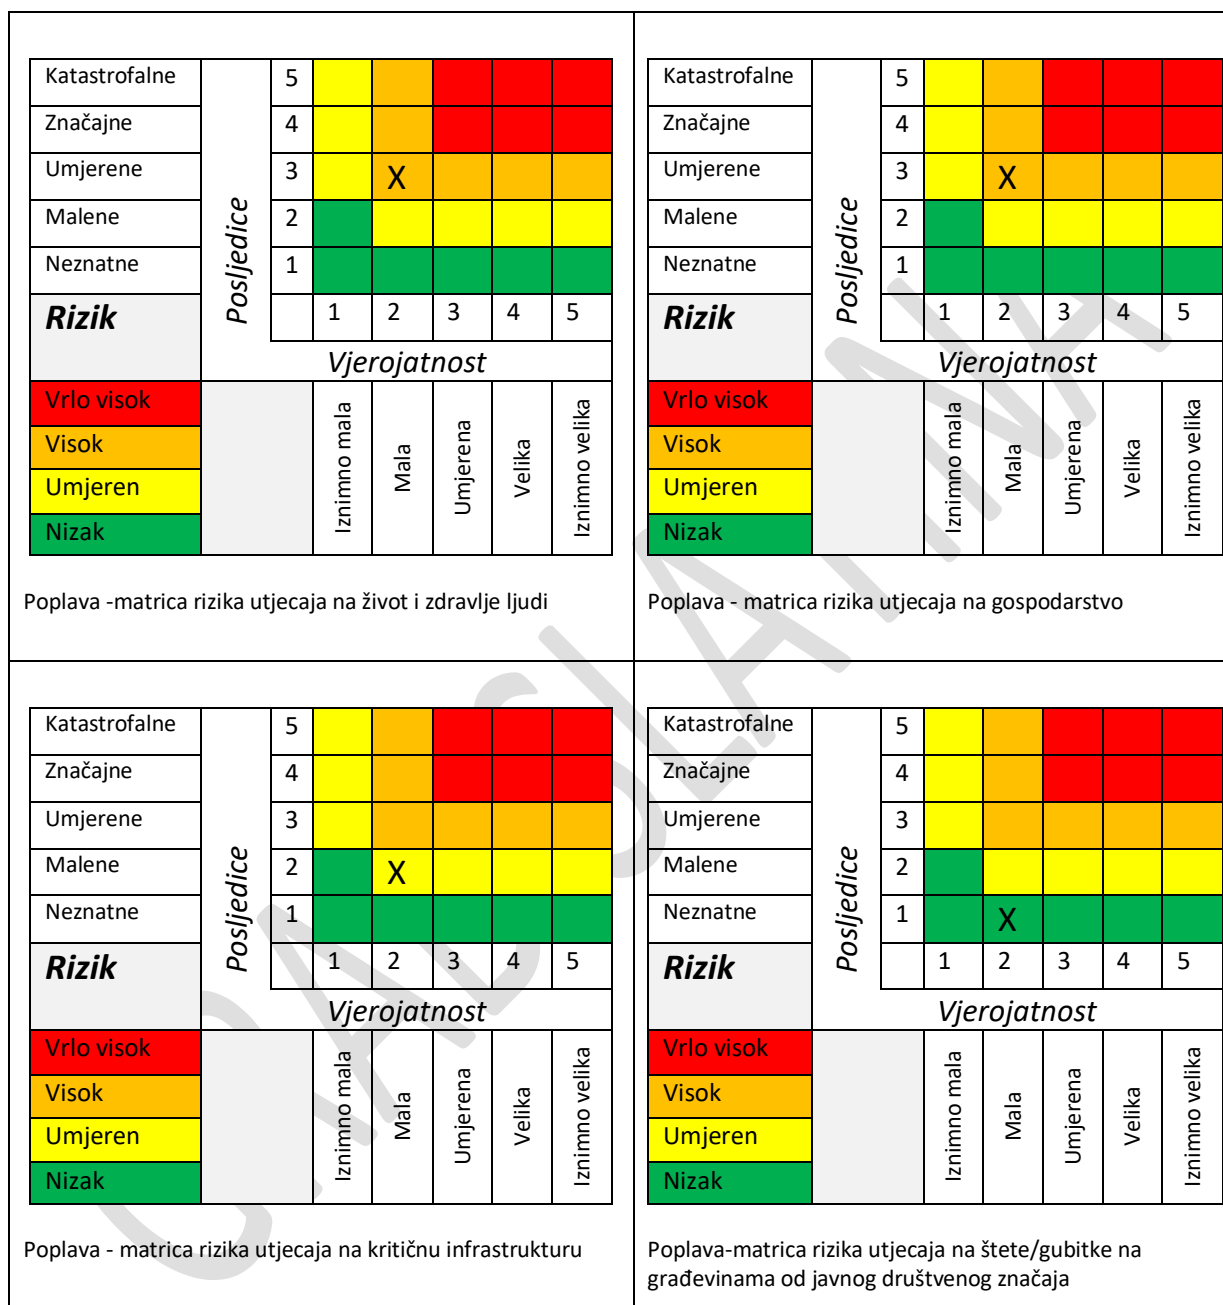 Katastrofalne 5
Značajne 4
Umjerene 3 X
Malene 2
Neznatne 1
Posljedice
Rizik 1 2 3 4 5
Vjerojatnost
Vrlo visok
Visok
Umjeren
Nizak
Iznimno mala
Mala
Umjerena
Velika
Iznimno velika
Poplava -matrica rizika utjecaja na život i zdravlje ljudi
Katastrofalne 5
Značajne 4
Umjerene 3 X
Malene 2
Neznatne 1
Posljedice
Rizik 1 2 3 4 5
Vjerojatnost
Vrlo visok
Visok
Umjeren
Nizak
Iznimno mala
Mala
Umjerena
Velika
Iznimno velika
Poplava - matrica rizika utjecaja na gospodarstvo
Katastrofalne 5
Značajne 4
Umjerene 3
Malene 2 X
Neznatne 1
Posljedice
Rizik 1 2 3 4 5
Vjerojatnost
Vrlo visok
Visok
Umjeren
Nizak
Iznimno mala
Mala
Umjerena
Velika
Iznimno velika
Poplava - matrica rizika utjecaja na kritičnu infrastrukturu
Katastrofalne 5
Značajne 4
Umjerene 3
Malene 2
Neznatne 1 X
Posljedice
Rizik 1 2 3 4 5
Vjerojatnost
Vrlo visok
Visok
Umjeren
Nizak
Iznimno mala
Mala
Umjerena
Velika
Iznimno velika
Poplava-matrica rizika utjecaja na štete/gubitke na
građevinama od javnog društvenog značaja